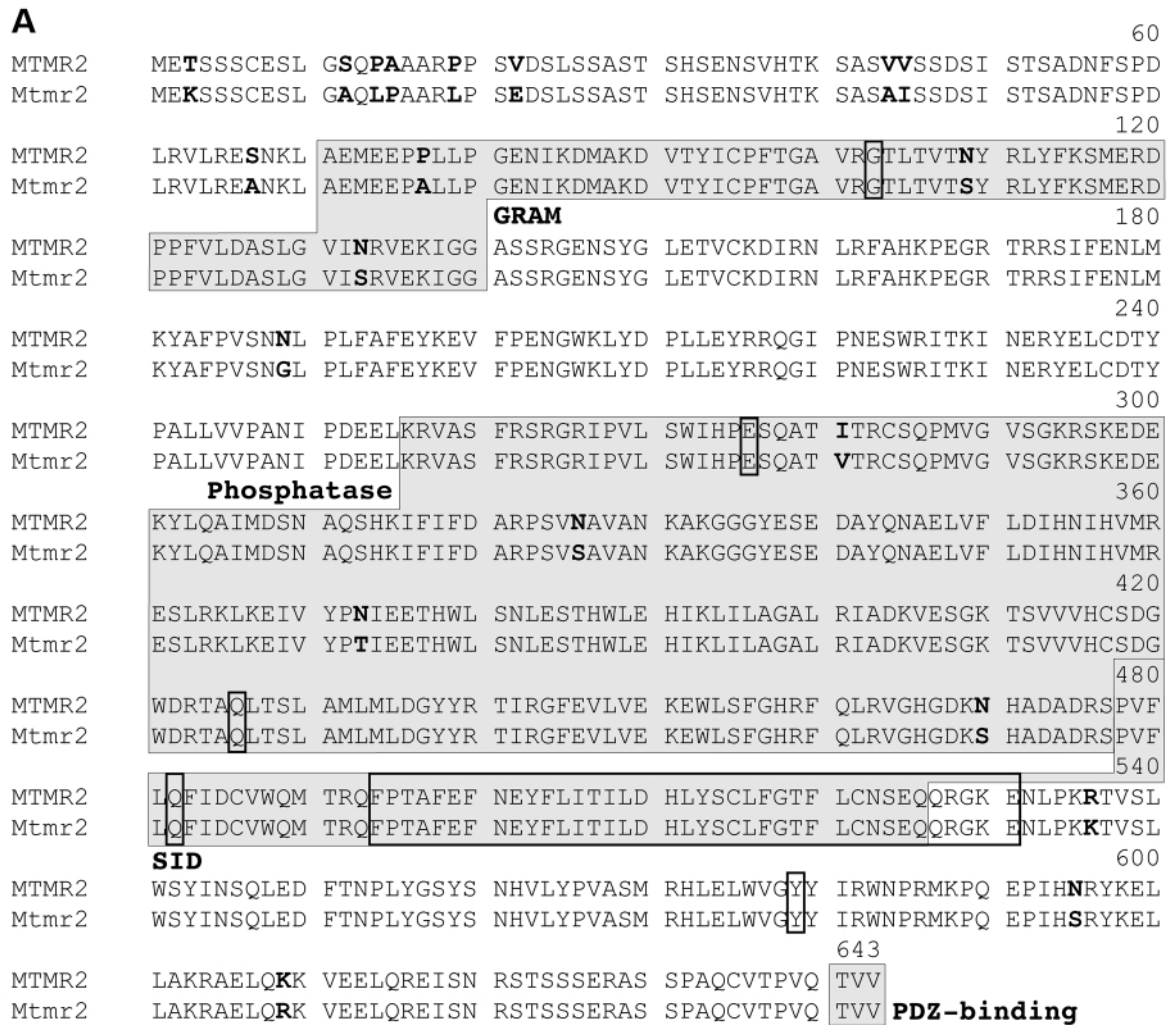 A
60
MTMR2 METSSSCESL GSQPAAARPP SVDSLSSAST SHSENSVHTK SASVVSSDSI STSADNFSPD
Mtmr2 MEKSSSCESL GAQLPAARLP SEDSLSSAST SHSENSVHTK SASAISSDSI STSADNFSPD
120
MTMR2 LRVLRESNKL AEMEEPPLLP GENIKDMAKD VTYICPFTGA VRGTLTVTNY RLYFKSMERD
Mtmr2 LRVLREANKL AEMEEPALLP GENIKDMAKD VTYICPFTGA VRGTLTVTSY RLYFKSMERD
GRAM 180
MTMR2 PPFVLDASLG VINRVEKIGG ASSRGENSYG LETVCKDIRN LRFAHKPEGR TRRSIFENLM
Mtmr2 PPFVLDASLG VISRVEKIGG ASSRGENSYG LETVCKDIRN LRFAHKPEGR TRRSIFENLM
240
MTMR2 KYAFPVSNNL PLFAFEYKEV FPENGWKLYD PLLEYRRQGI PNESWRITKI NERYELCDTY
Mtmr2 KYAFPVSNGL PLFAFEYKEV FPENGWKLYD PLLEYRRQGI PNESWRITKI NERYELCDTY
300
MTMR2 PALLVVPANI PDEELKRVAS FRSRGRIPVL SWIHPESQAT ITRCSQPMVG VSGKRSKEDE
Mtmr2 PALLVVPANI PDEELKRVAS FRSRGRIPVL SWIHPESQAT VTRCSQPMVG VSGKRSKEDE
Phosphatase 360
MTMR2 KYLQAIMDSN AQSHKIFIFD ARPSVNAVAN KAKGGGYESE DAYQNAELVF LDIHNIHVMR
Mtmr2 KYLQAIMDSN AQSHKIFIFD ARPSVSAVAN KAKGGGYESE DAYQNAELVF LDIHNIHVMR
420
MTMR2 ESLRKLKEIV YPNIEETHWL SNLESTHWLE HIKLILAGAL RIADKVESGK TSVVVHCSDG
Mtmr2 ESLRKLKEIV YPTIEETHWL SNLESTHWLE HIKLILAGAL RIADKVESGK TSVVVHCSDG
480
MTMR2 WDRTAQLTSL AMLMLDGYYR TIRGFEVLVE KEWLSFGHRF QLRVGHGDKN HADADRSPVF
Mtmr2 WDRTAQLTSL AMLMLDGYYR TIRGFEVLVE KEWLSFGHRF QLRVGHGDKS HADADRSPVF
540
MTMR2 LQFIDCVWQM TRQFPTAFEF NEYFLITILD HLYSCLFGTF LCNSEQQRGK ENLPKRTVSL
Mtmr2 LQFIDCVWQM TRQFPTAFEF NEYFLITILD HLYSCLFGTF LCNSEQQRGK ENLPKKTVSL
SID 600
MTMR2 WSYINSQLED FTNPLYGSYS NHVLYPVASM RHLELWVGYY IRWNPRMKPQ EPIHNRYKEL
Mtmr2 WSYINSQLED FTNPLYGSYS NHVLYPVASM RHLELWVGYY IRWNPRMKPQ EPIHSRYKEL
643
MTMR2 LAKRAELQKK VEELQREISN RSTSSSERAS SPAQCVTPVQ TVV
Mtmr2 LAKRAELQRK VEELQREISN RSTSSSERAS SPAQCVTPVQ TVV PDZ-binding